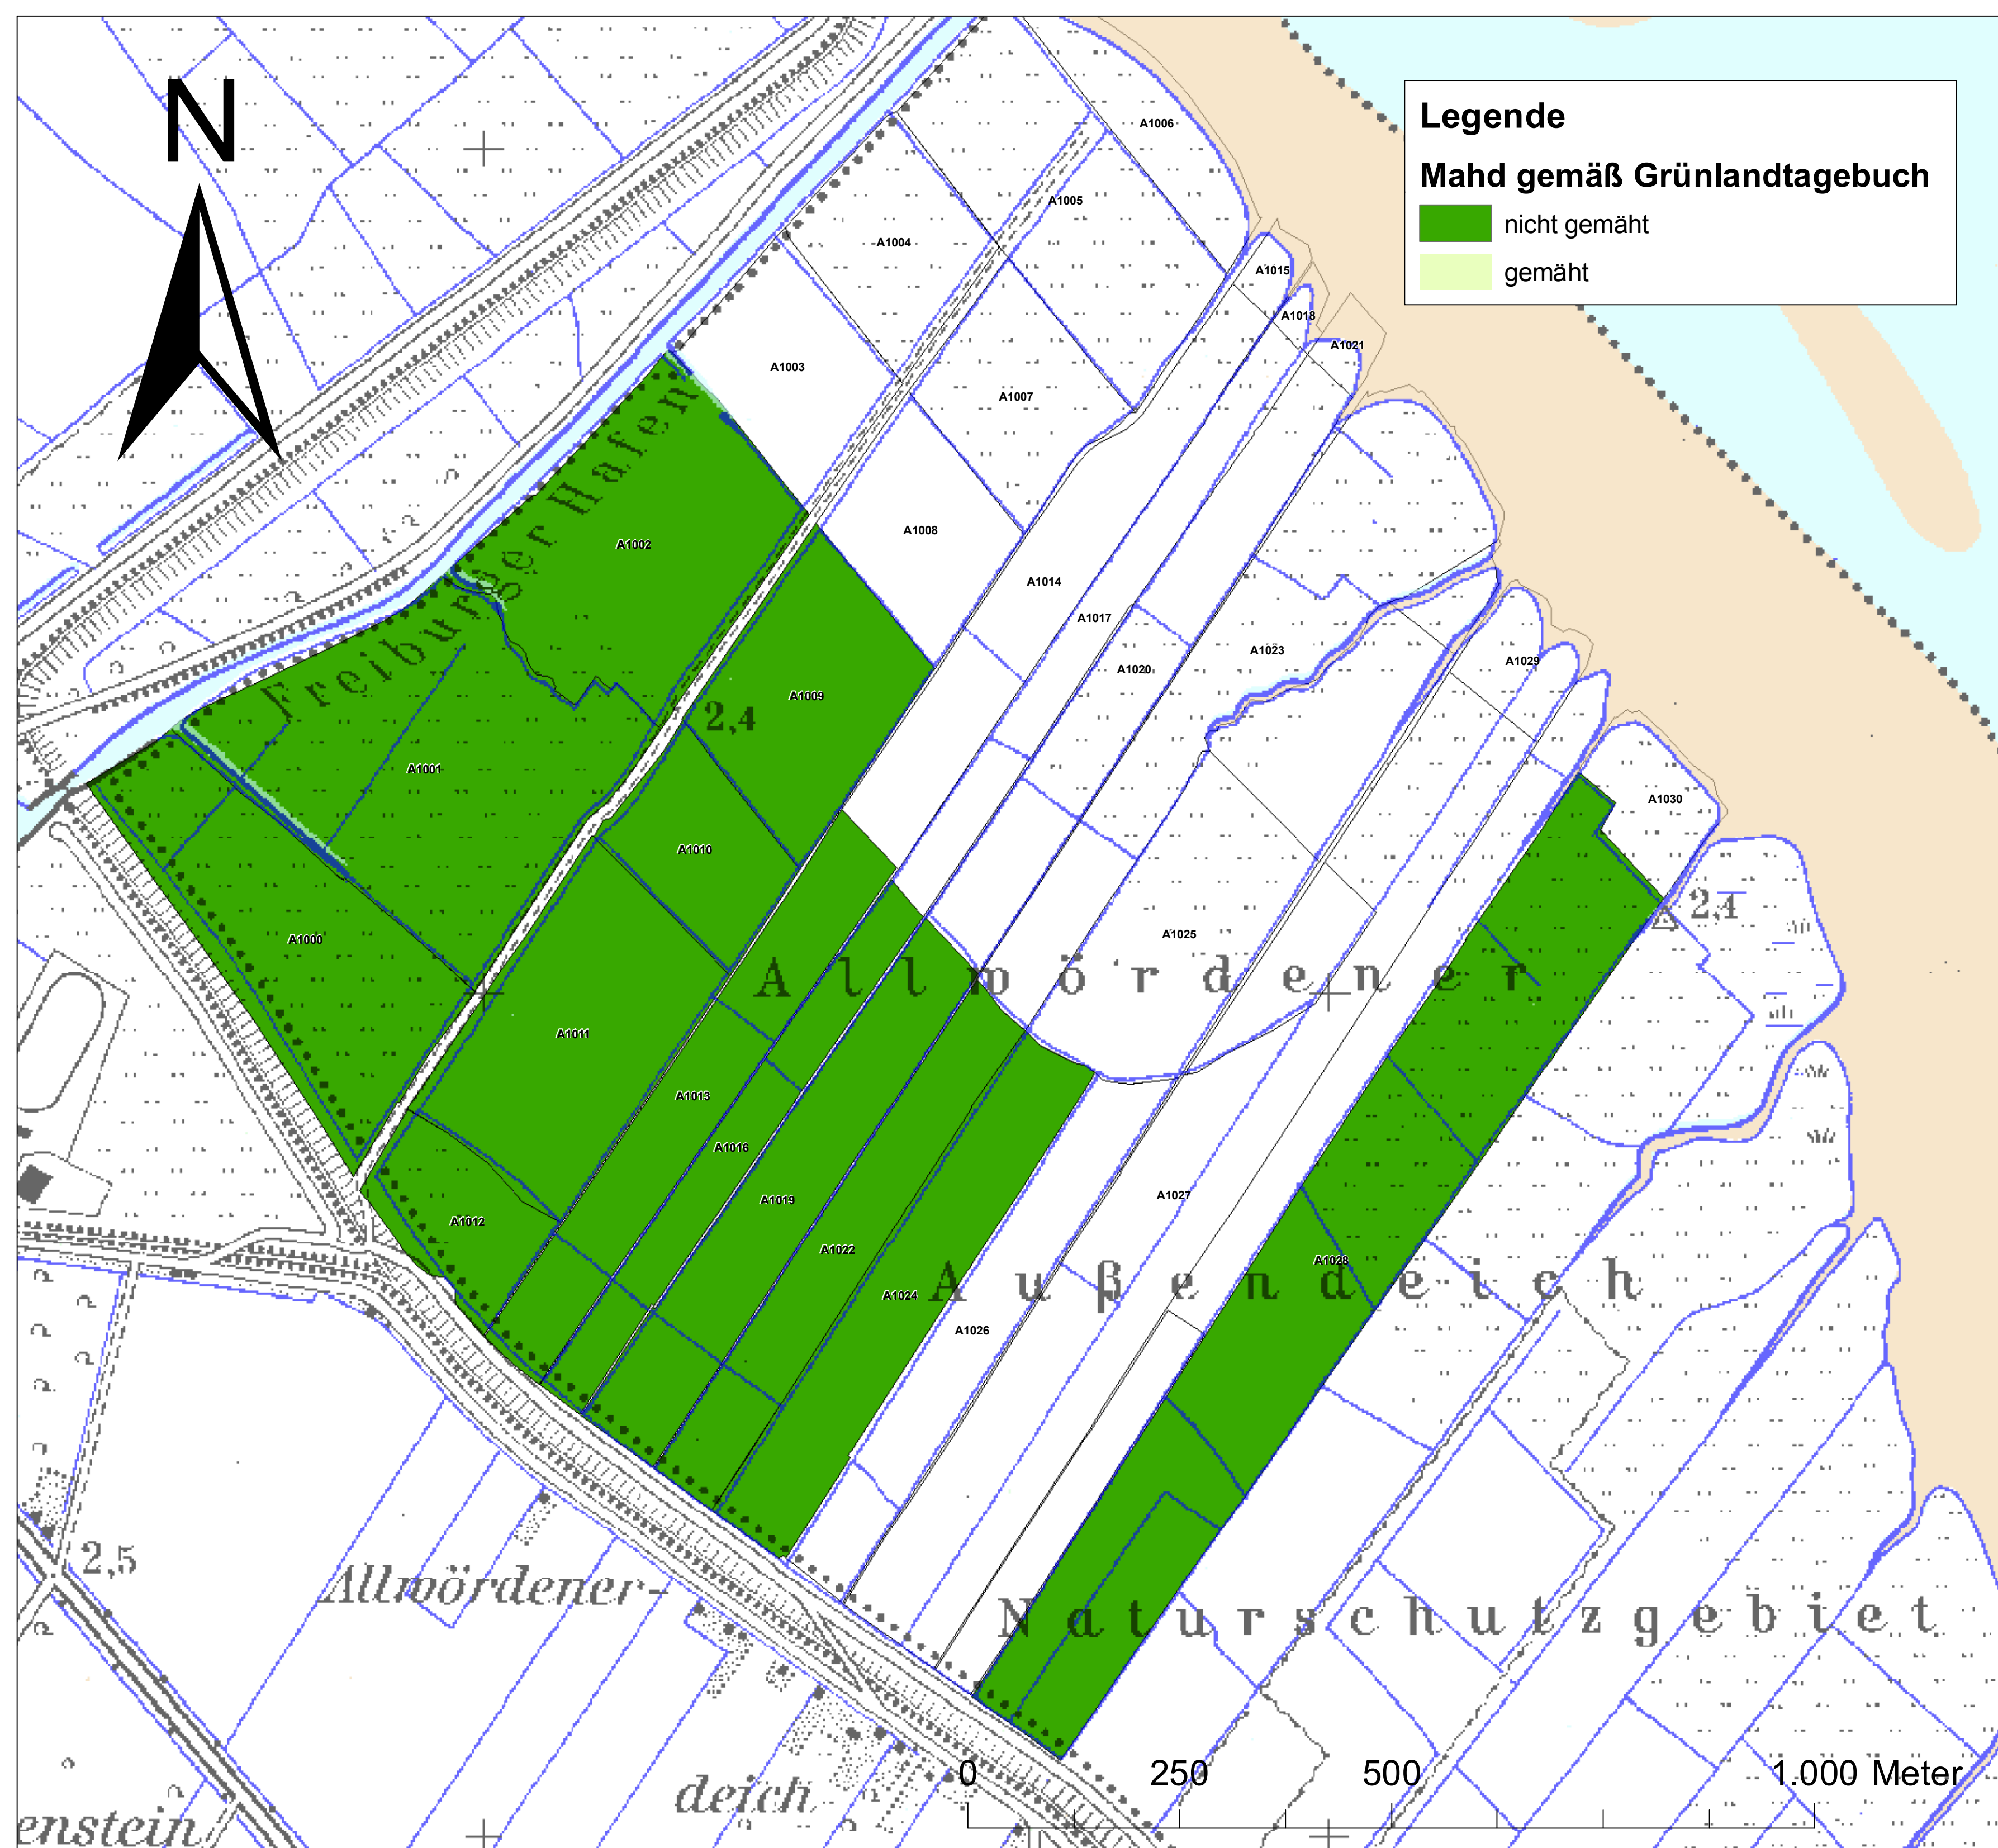 N
Legende
Mahd gemäß Grünlandtagebuch
nicht gemäht
gemäht
A1006
A1005
A1004
A1015
A1018
A1021
A1003
A1007
Freiburger Hafen
A1002
A1008
A1014
A1017
A1020
A1023
A1029
A1009
2,4
A1001
A1010
A1030
2,4
A1000
A1025
Allwördener
A1011
A1013
A1016
A1019
A1027
A1012
A1022
A1028
A1024
Außendeich
A1026
2,5
Allwördener-
Naturschutzgebiet
deich
enstein
0 250 500 1.000 Meter